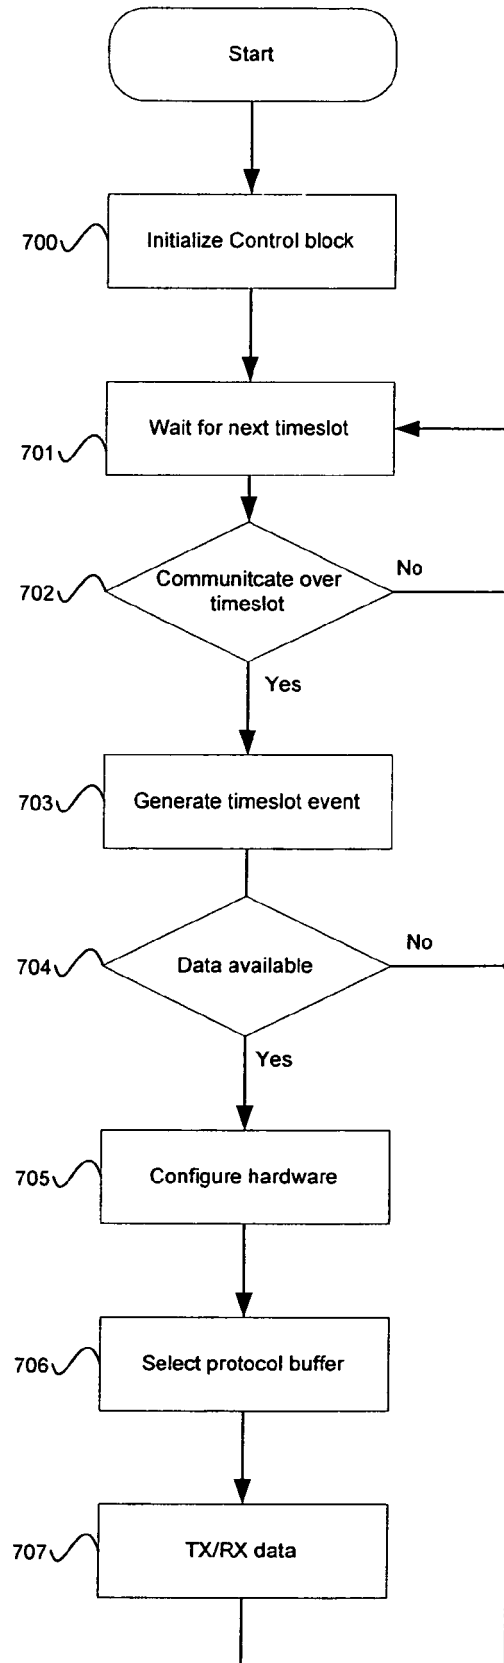 Start
700
Initialize Control block
Wait for next timeslot
701
Communitcate over
timeslot
No
702
Yes
703
Generate timeslot event
No
704
Data available
Yes
705
Configure hardware
706
Select protocol buffer
707
TX/RX data